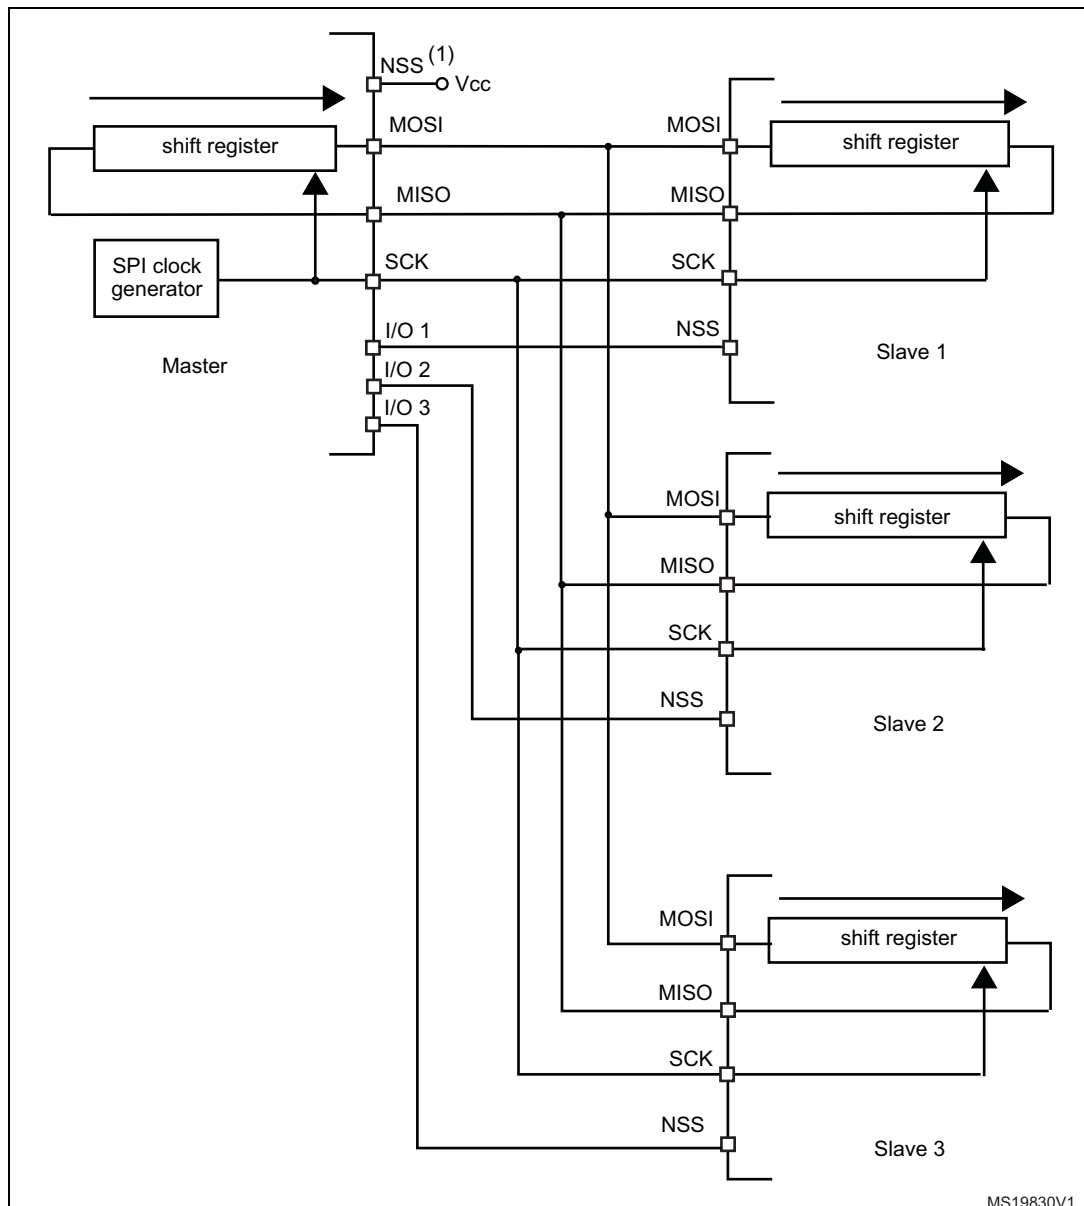 NSS (1)
Vcc
MOSI
shift register
MISO
SCK
SPI clock
generator
I/O 1
Master
I/O 2
I/O 3
MOSI
shift register
MISO
SCK
NSS
Slave 1
MOSI
shift register
MISO
SCK
NSS
Slave 2
MOSI
shift register
MISO
SCK
NSS
Slave 3
MS19830V1